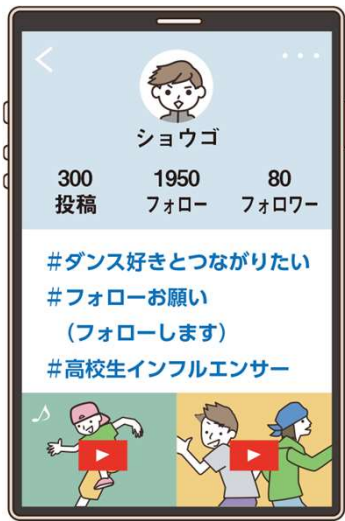 ショウゴ
300 1950 80
投稿 フォロー フォロワー
#ダンス好きとつながりたい
#フォローお願い
(フォローします)
#高校生インフルエンサー